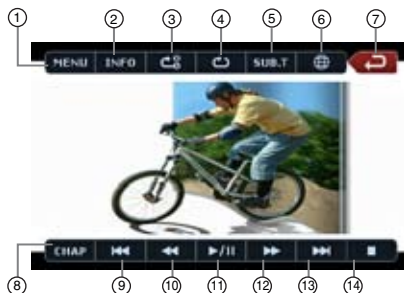 ① ② ③ ④ ⑤ ⑥ ⑦
MENU INFO SUB.T
CHAP
⑧ ⑨ ⑩ ⑪ ⑫ ⑬ ⑭